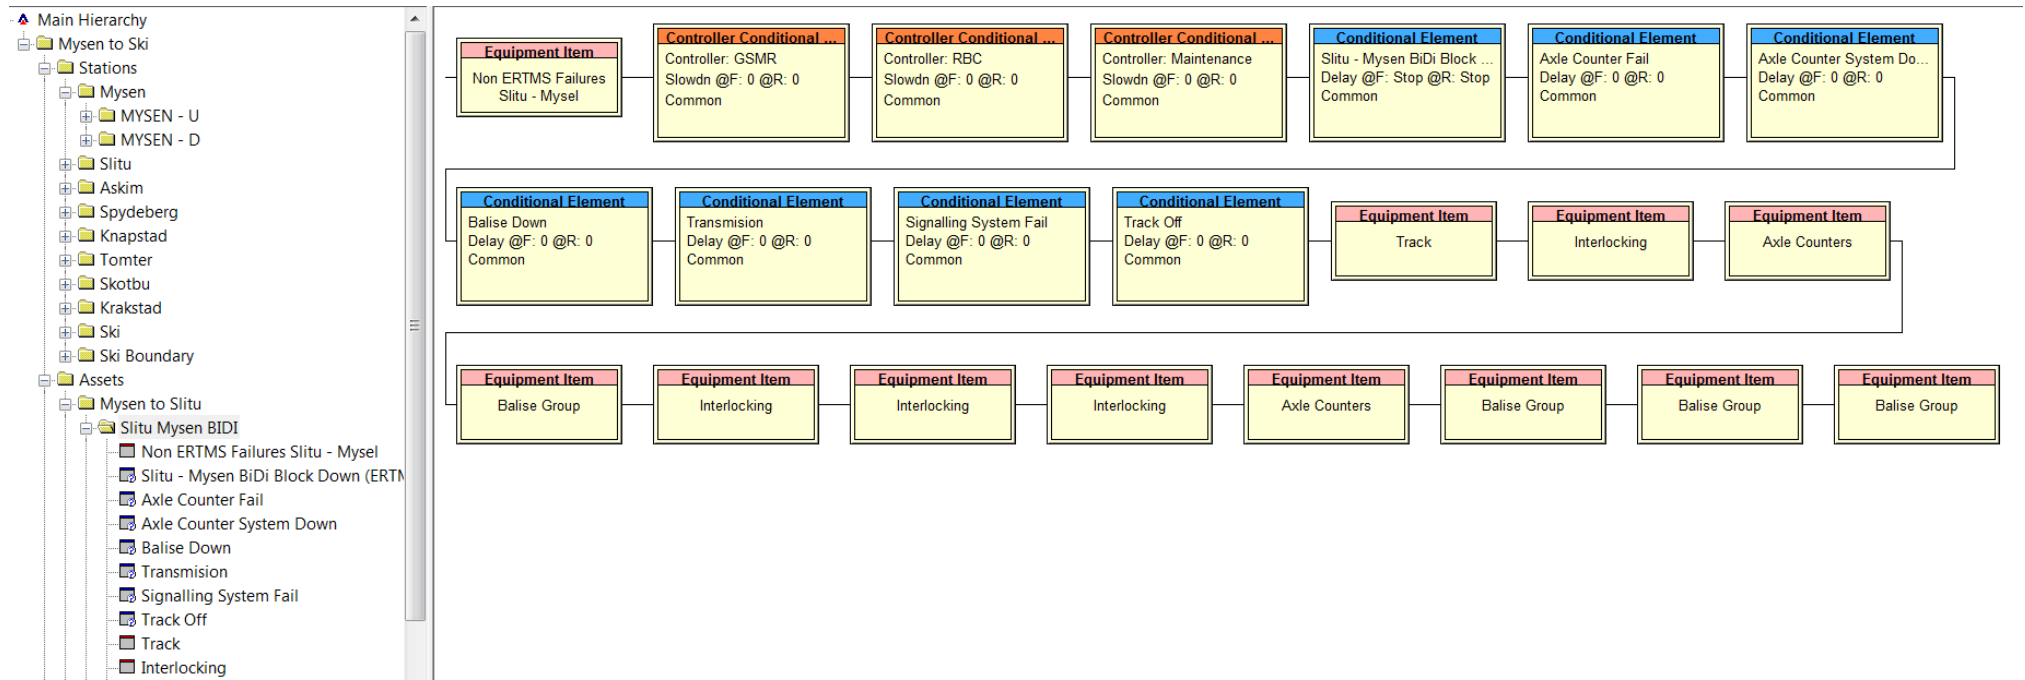 Main Hierarchy
Mysen to Ski
Stations
Mysen
MYSEN - U
MYSEN - D
Slitu
Askim
Spydeberg
Knapstad
Tomter
Skotbu
Krakstad
Ski
Ski Boundary
Assets
Mysen to Slitu
Slitu Mysen BIDI
Non ERTMS Failures Slitu - Mysel
Slitu - Mysen BiDi Block Down (ERTM
Axle Counter Fail
Axle Counter System Down
Balise Down
Transmision
Signalling System Fail
Track Off
Track
Interlocking
Equipment Item
Non ERTMS Failures
Slitu - Mysel
Controller Conditional ...
Controller: GSMR
Slowdn @F: 0 @R: 0
Common
Controller Conditional ...
Controller: RBC
Slowdn @F: 0 @R: 0
Common
Controller Conditional ...
Controller: Maintenance
Slowdn @F: 0 @R: 0
Common
Conditional Element
Slitu - Mysen BiDi Block ...
Delay @F: Stop @R: Stop
Common
Conditional Element
Axle Counter Fail
Delay @F: 0 @R: 0
Common
Conditional Element
Axle Counter System Do...
Delay @F: 0 @R: 0
Common
Conditional Element
Balise Down
Delay @F: 0 @R: 0
Common
Conditional Element
Transmision
Delay @F: 0 @R: 0
Common
Conditional Element
Signalling System Fail
Delay @F: 0 @R: 0
Common
Conditional Element
Track Off
Delay @F: 0 @R: 0
Common
Equipment Item
Track
Equipment Item
Interlocking
Equipment Item
Axle Counters
Equipment Item
Balise Group
Equipment Item
Interlocking
Equipment Item
Interlocking
Equipment Item
Interlocking
Equipment Item
Axle Counters
Equipment Item
Balise Group
Equipment Item
Balise Group
Equipment Item
Balise Group